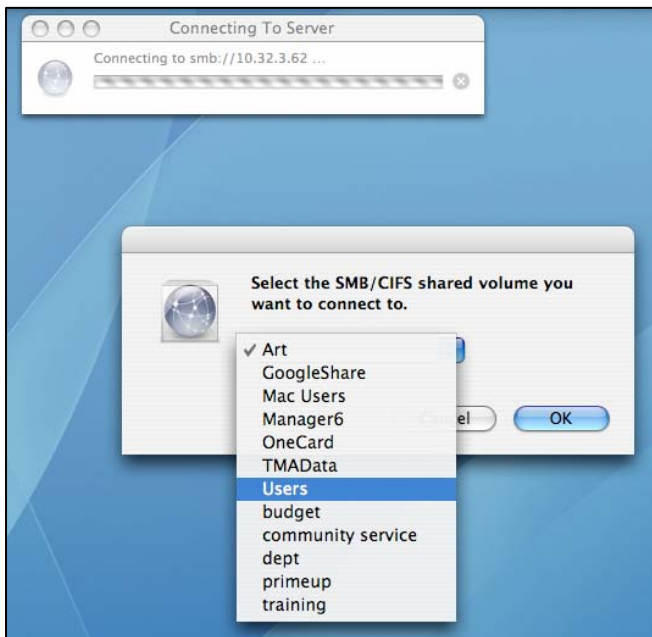 Connecting To Server
Connecting to smb://10.32.3.62 ...
Select the SMB/CIFS shared volume you
want to connect to.
✓ Art
GoogleShare
Mac Users
Manager6
OneCard
TMAData
Users
budget
community service
dept
primeup
training
OK